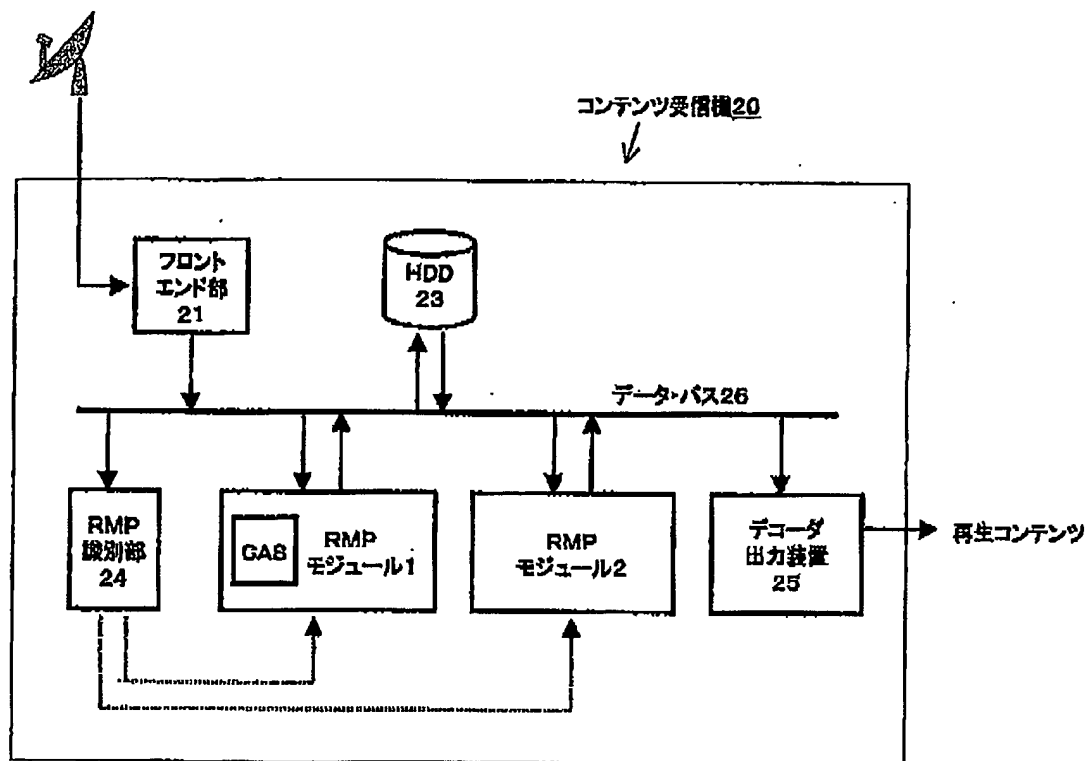 コンテンツ受信機20
フロント
エンド部
21
HDD
23
データ・バス26
RMP
識別部
24
CAS
RMP
モジュール1
RMP
モジュール2
デコーダ
出力装置
25
再生コンテンツ